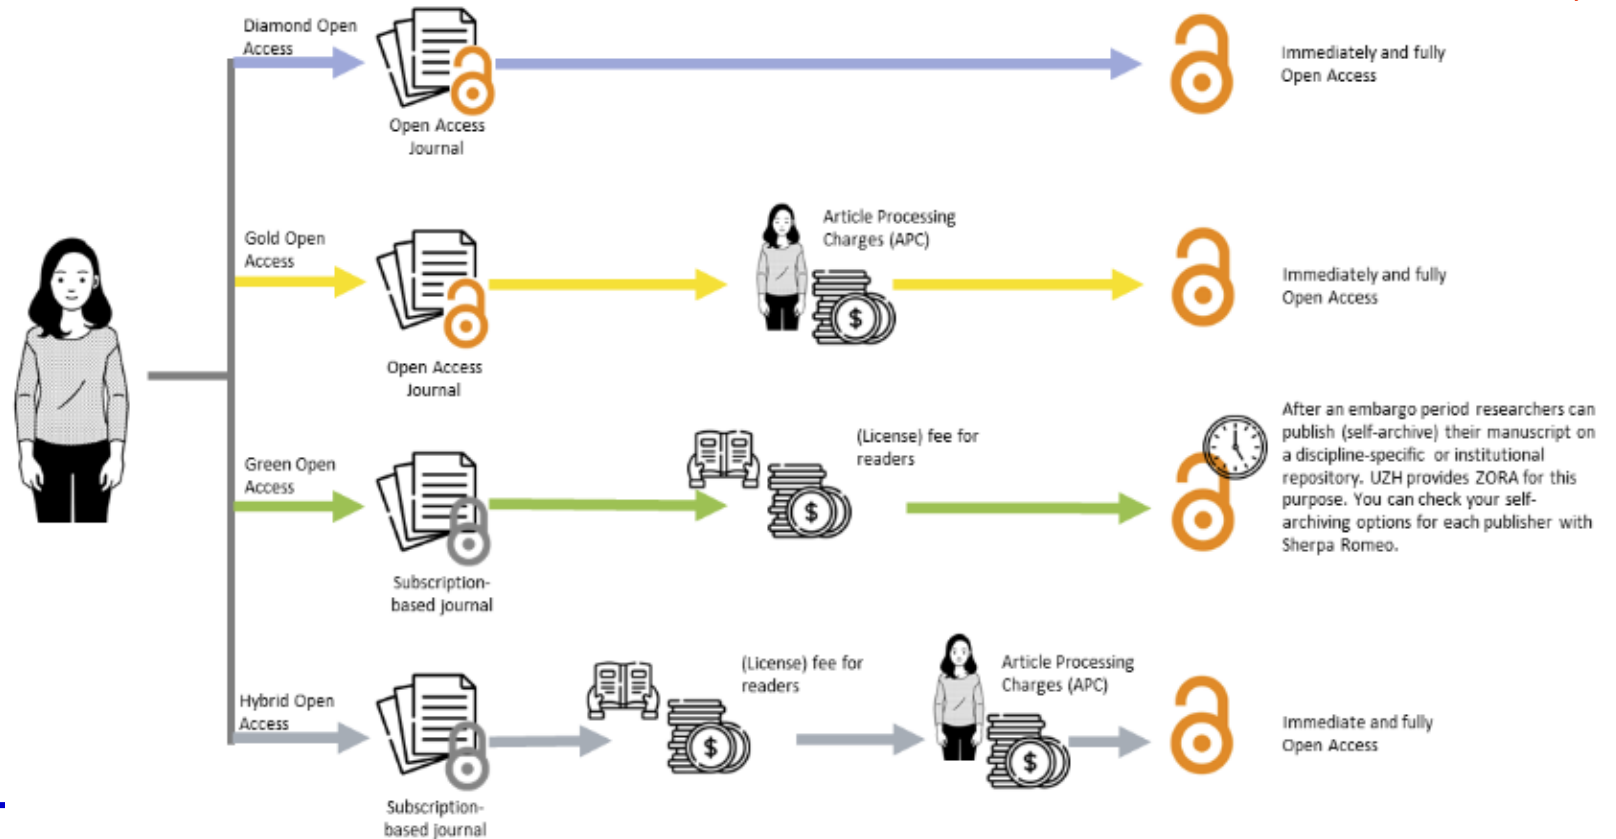 Diamond Open
Access
Open Access
Journal
Immediately and fully
Open Access
Gold Open
Access
Open Access
Journal
Article Processing
Charges (APC)
$
Immediately and fully
Open Access
Green Open
Access
Subscription-
based journal
(License) fee for
readers
$
After an embargo period researchers can
publish (self-archive) their manuscript on
a discipline-specific or institutional
repository. UZH provides ZORA for this
purpose. You can check your self-
archiving options for each publisher with
Sherpa Romeo.
Hybrid Open
Access
Subscription-
based journal
(License) fee for
readers
$
Article Processing
Charges (APC)
$
Immediate and fully
Open Access